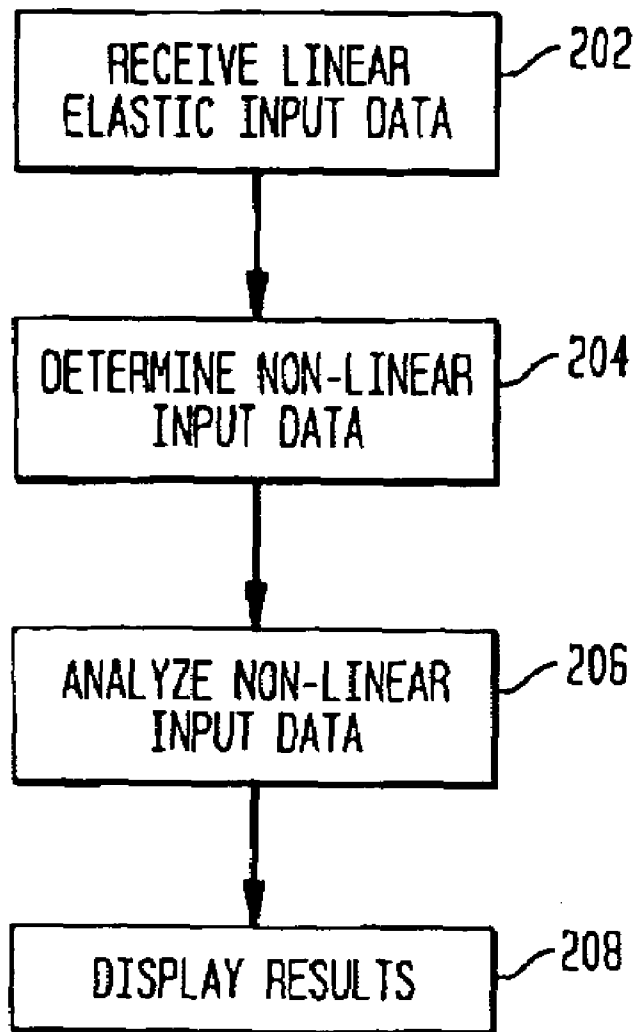 RECEIVE LINEAR
ELASTIC INPUT DATA
202
DETERMINE NON-LINEAR
INPUT DATA
204
ANALYZE NON-LINEAR
INPUT DATA
206
DISPLAY RESULTS
208